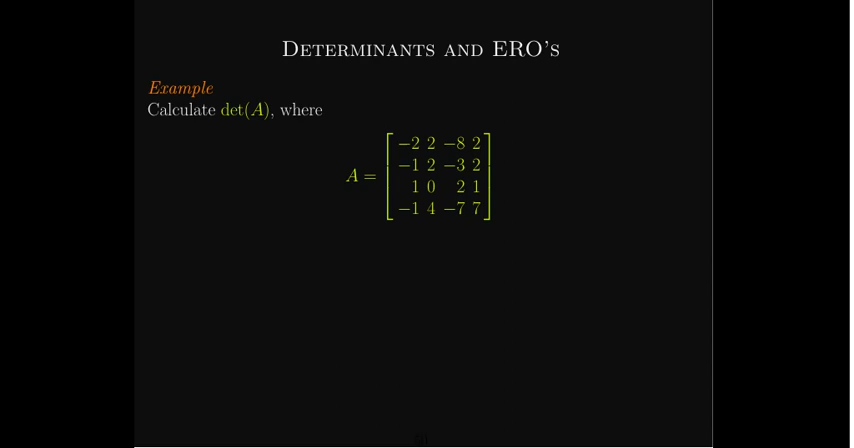 DETERMINANTS AND ERO'S
Example
Calculate det(A), where
A =
−2 2 −8 2
−1 2 −3 2
1 0 2 1
−1 4 −7 7